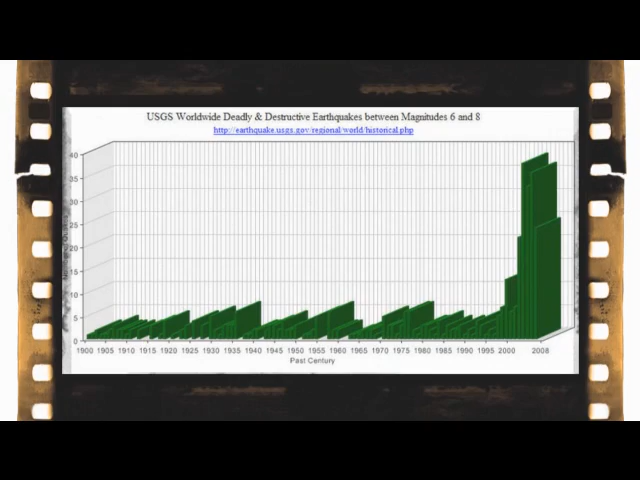 USGS Worldwide Deadly & Destructive Earthquakes between Magnitudes 6 and 8
http://earthquake.usgs.gov/regional/world/historical.php
40
35
30
25
20
15
10
5
0
1900 1905 1910 1915 1920 1925 1930 1935 1940 1945 1950 1955 1960 1965 1970 1975 1980 1985 1990 1995 2000 2008
Past Century